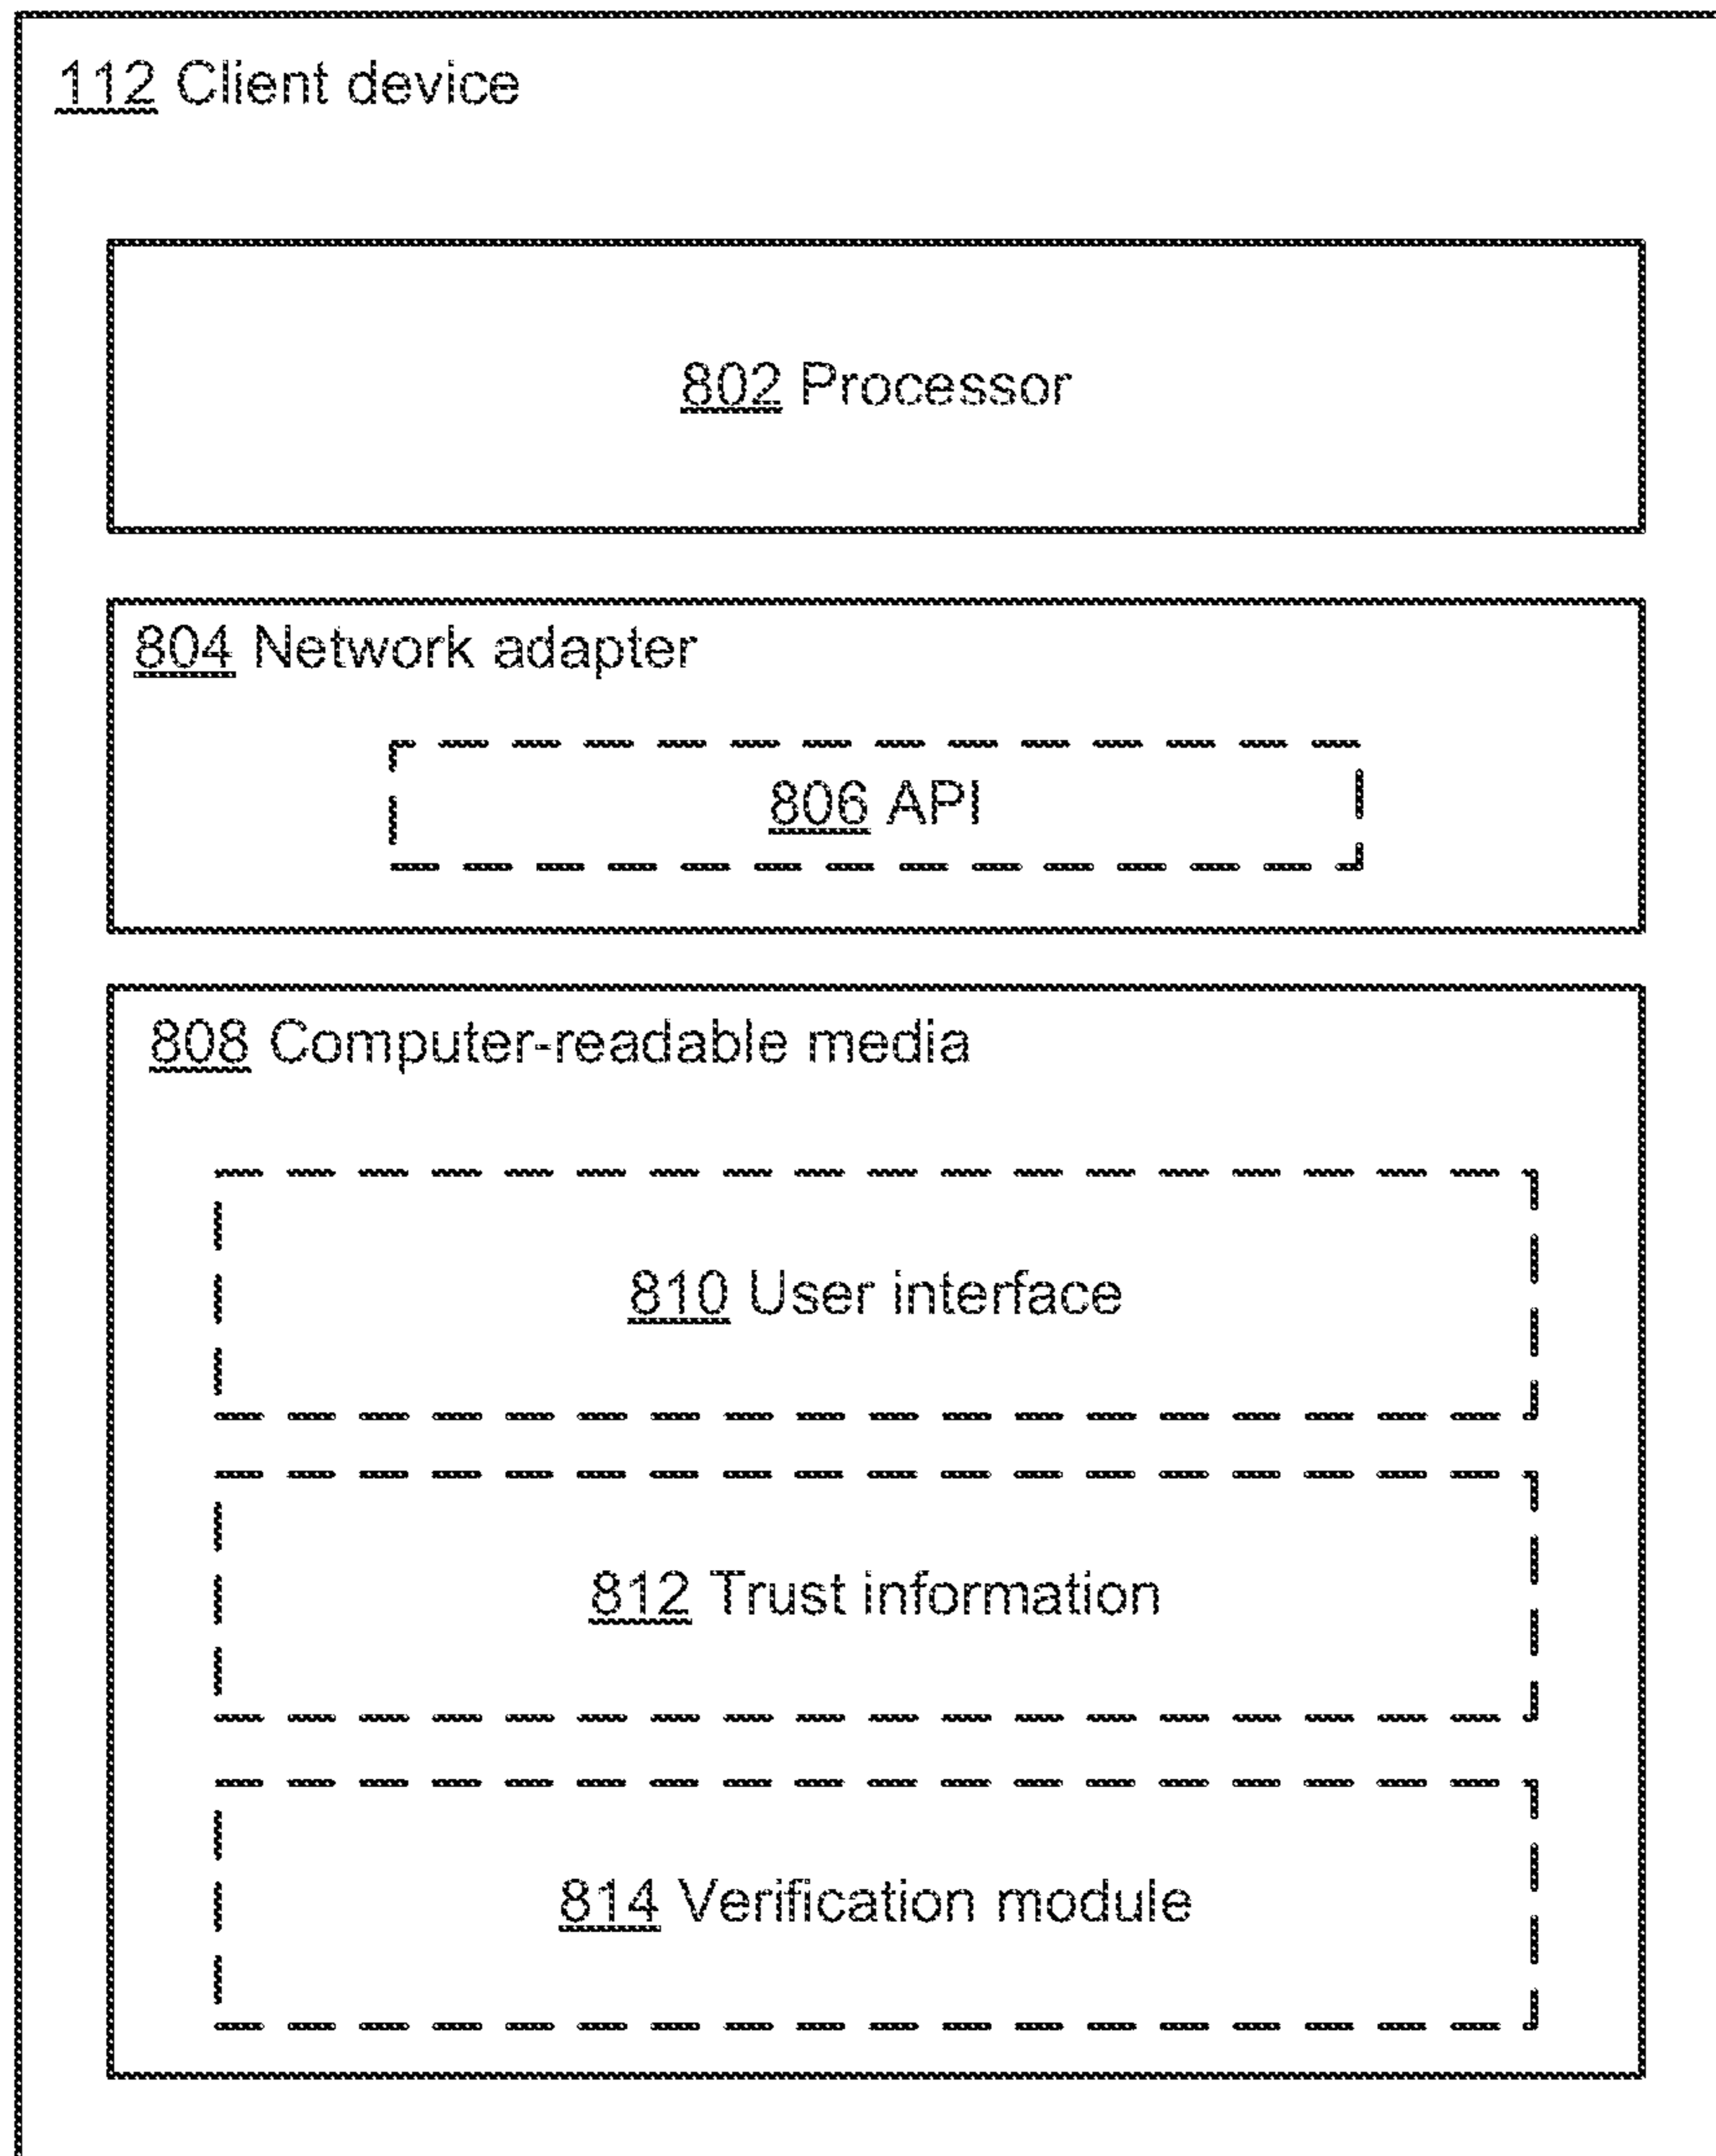 112 Client device
802 Processor
804 Network adapter
806 API
808 Computer-readable media
810 User interface
812 Trust information
814 Verification module